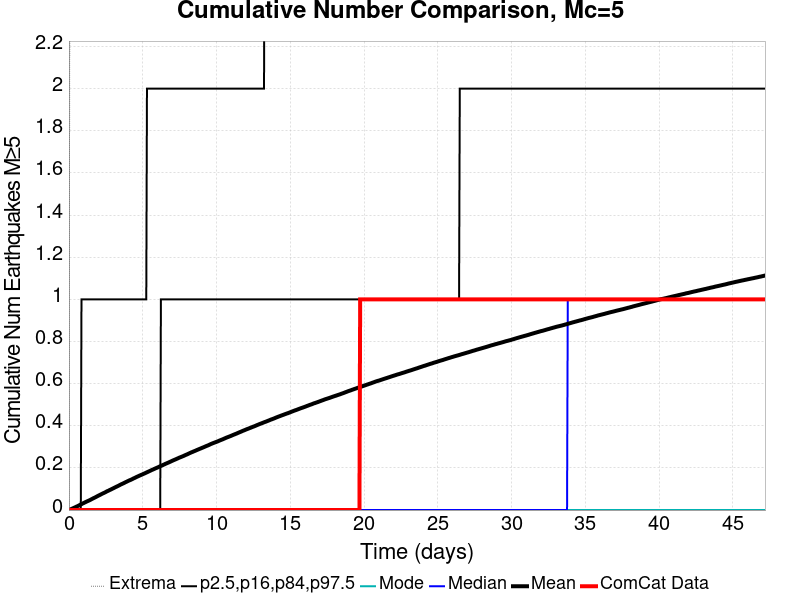 Cumulative Number Comparison, Mc=5
Cumulative Num Earthquakes M≥5
2.2
2
1.8
1.6
1.4
1.2
1
0.8
0.6
0.4
0.2
0
0 5 10 15 20 25 30 35 40 45
Time (days)
Extrema p2.5,p16,p84,p97.5 Mode Median Mean ComCat Data